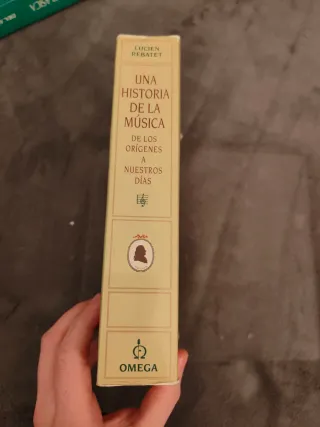 LUCIEN
REBATET
UNA
HISTORIA
DE LA
MÚSICA
DE LOS
ORÍGENES
A
NUESTROS
DÍAS
OMEGA